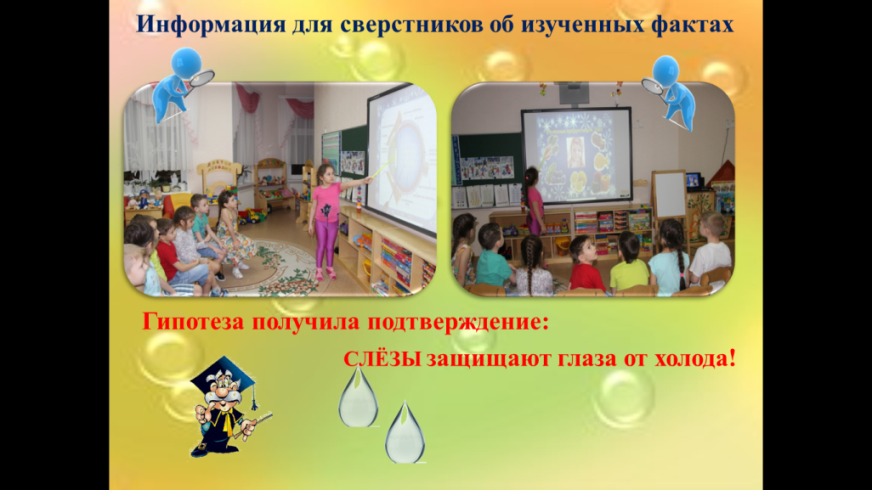 Информация для сверстников об изученных фактах
Гипотеза получила подтверждение:
СЛЁЗЫ защищают глаза от холода!